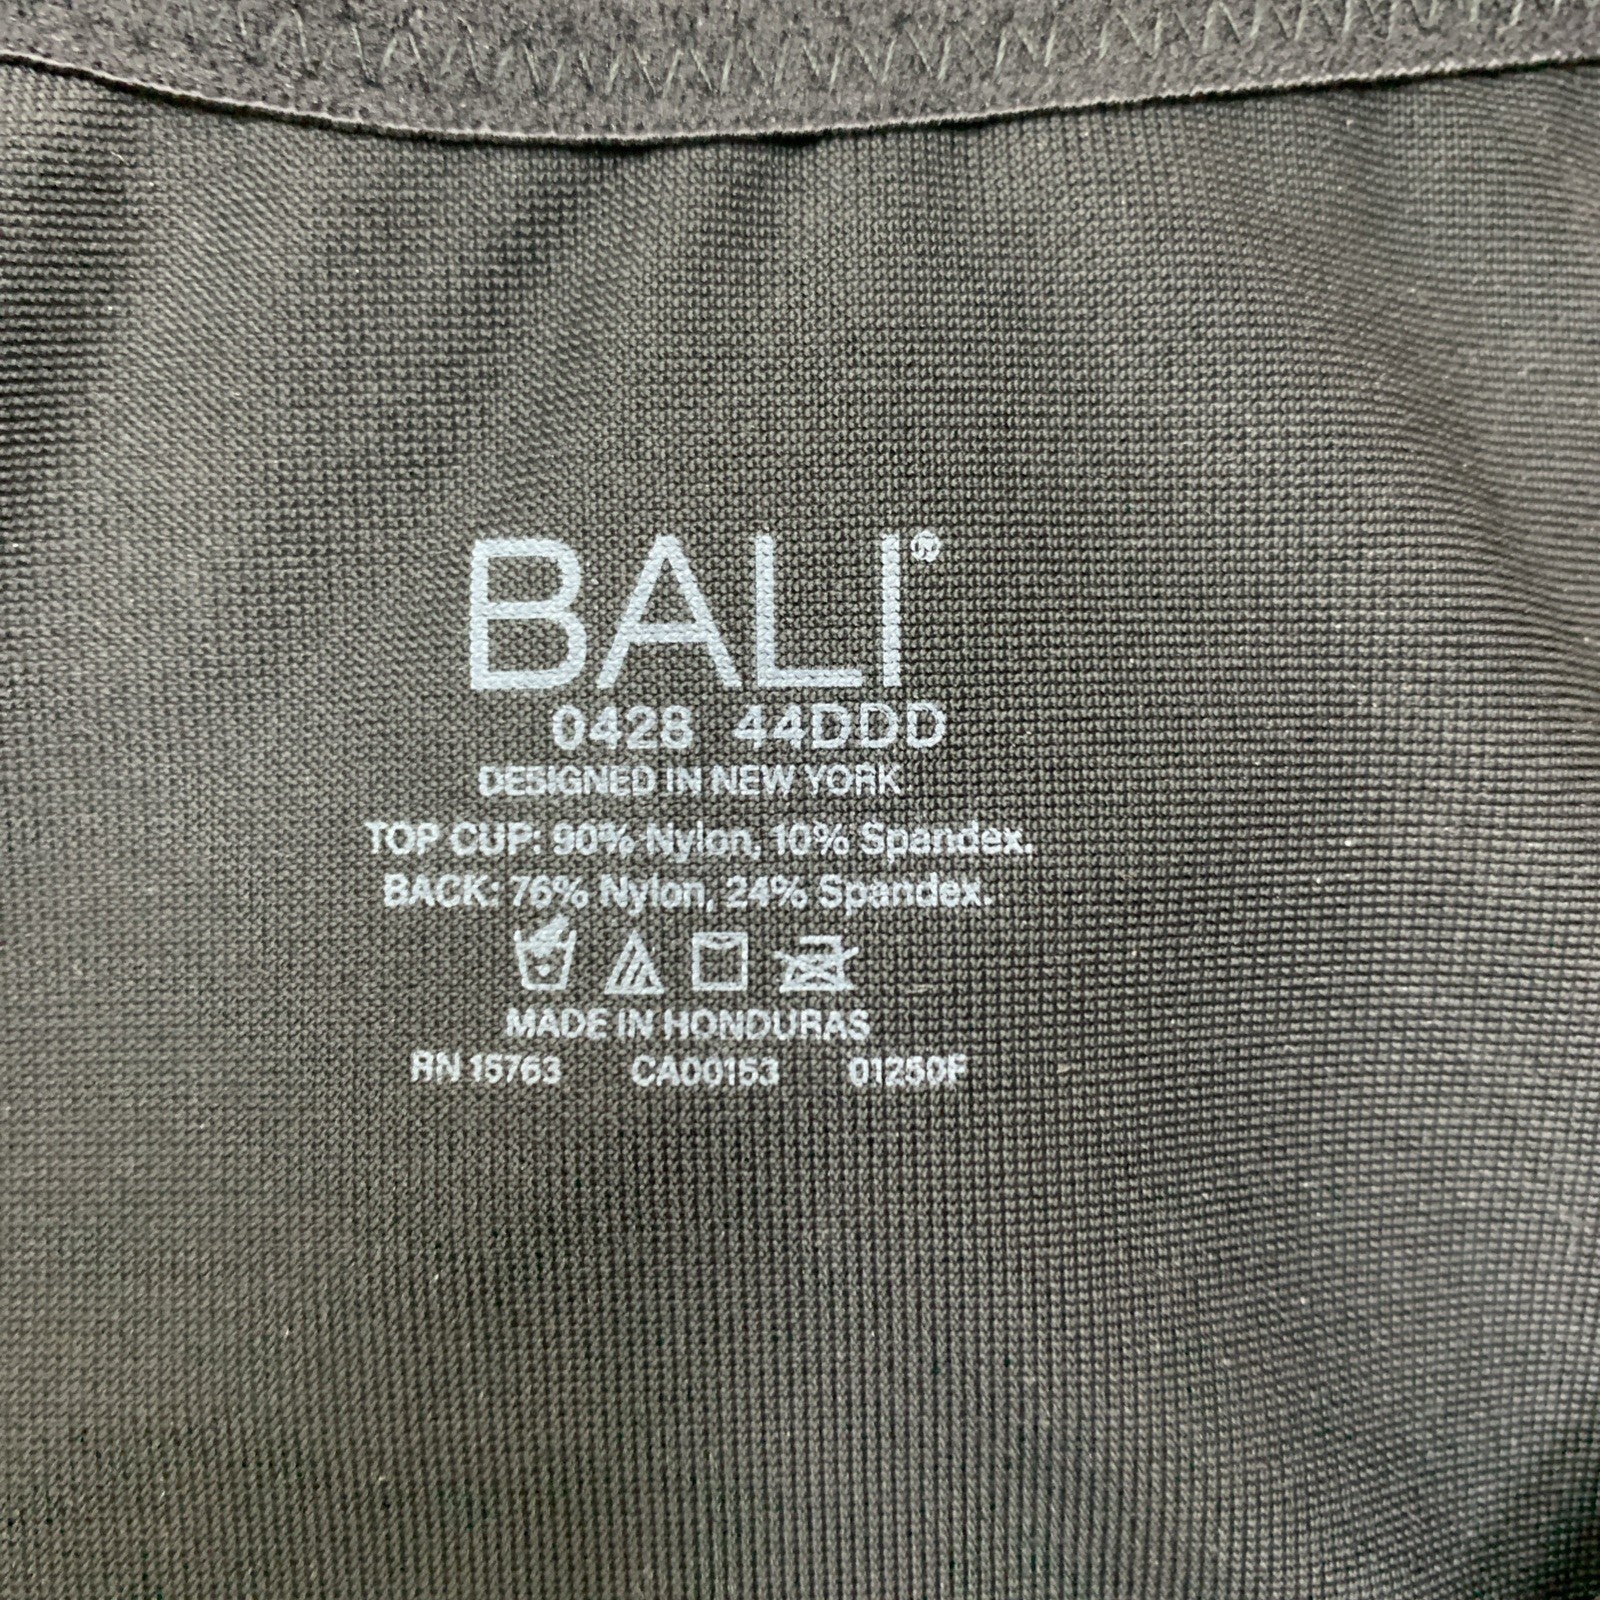 BALI®
0428 44DDD
DESIGNED IN NEW YORK
TOP CUP: 90% Nylon, 10% Spandex.
BACK: 76% Nylon, 24% Spandex.
MADE IN HONDURAS
RN 15763 CA00153 01250F